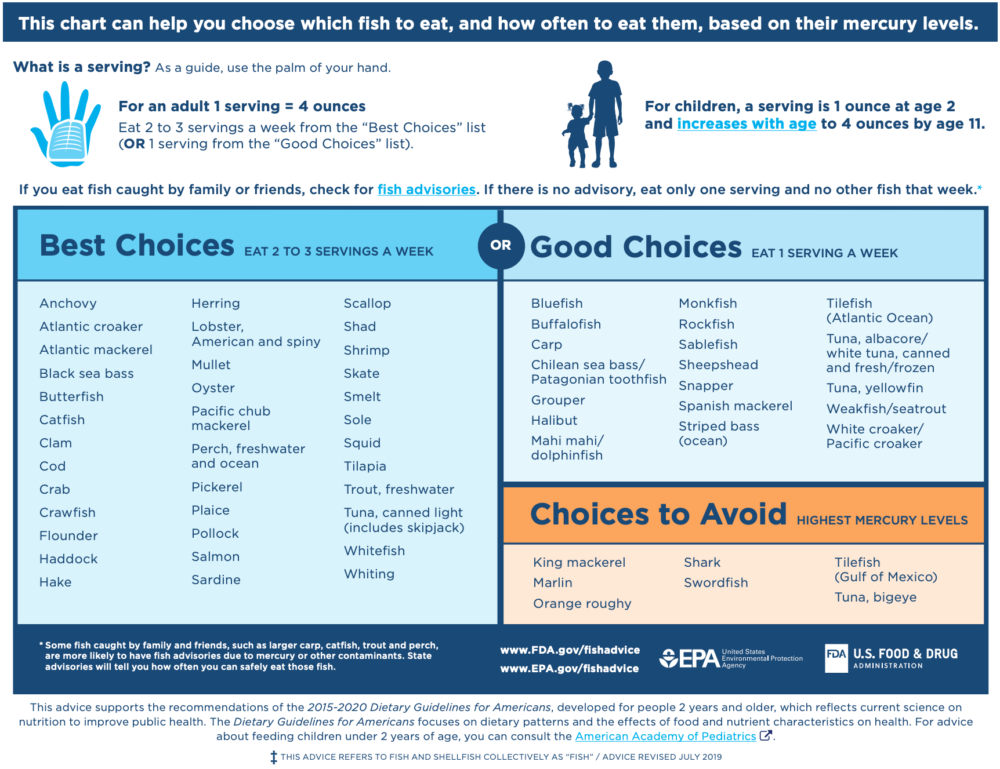 This chart can help you choose which fish to eat, and how often to eat them, based on their mercury levels.
What is a serving? As a guide, use the palm of your hand.
For an adult 1 serving = 4 ounces
Eat 2 to 3 servings a week from the “Best Choices” list
(OR 1 serving from the “Good Choices” list).
For children, a serving is 1 ounce at age 2
and increases with age to 4 ounces by age 11.
If you eat fish caught by family or friends, check for fish advisories. If there is no advisory, eat only one serving and no other fish that week.*
Best Choices EAT 2 TO 3 SERVINGS A WEEK
Anchovy
Atlantic croaker
Atlantic mackerel
Black sea bass
Butterfish
Catfish
Clam
Cod
Crab
Crawfish
Flounder
Haddock
Hake
Herring
Lobster,
American and spiny
Mullet
Oyster
Pacific chub
mackerel
Perch, freshwater
and ocean
Pickerel
Plaice
Pollock
Salmon
Sardine
Scallop
Shad
Shrimp
Skate
Smelt
Sole
Squid
Tilapia
Trout, freshwater
Tuna, canned light
(includes skipjack)
Whitefish
Whiting
OR
Good Choices EAT 1 SERVING A WEEK
Bluefish
Buffalofish
Carp
Chilean sea bass/
Patagonian toothfish
Grouper
Halibut
Mahi mahi/
dolphinfish
Monkfish
Rockfish
Sablefish
Sheepshead
Snapper
Spanish mackerel
Striped bass
(ocean)
Tilefish
(Atlantic Ocean)
Tuna, albacore/
white tuna, canned
and fresh/frozen
Tuna, yellowfin
Weakfish/seatrout
White croaker/
Pacific croaker
Choices to Avoid HIGHEST MERCURY LEVELS
King mackerel
Marlin
Orange roughy
Shark
Swordfish
Tilefish
(Gulf of Mexico)
Tuna, bigeye
* Some fish caught by family and friends, such as larger carp, catfish, trout and perch,
are more likely to have fish advisories due to mercury or other contaminants. State
advisories will tell you how often you can safely eat those fish.
www.FDA.gov/fishadvice
www.EPA.gov/fishadvice
EPA
United States
Environmental Protection
Agency
FDA
U.S. FOOD & DRUG
ADMINISTRATION
This advice supports the recommendations of the 2015-2020 Dietary Guidelines for Americans, developed for people 2 years and older, which reflects current science on
nutrition to improve public health. The Dietary Guidelines for Americans focuses on dietary patterns and the effects of food and nutrient characteristics on health. For advice
about feeding children under 2 years of age, you can consult the American Academy of Pediatrics.
‡ THIS ADVICE REFERS TO FISH AND SHELLFISH COLLECTIVELY AS “FISH” / ADVICE REVISED JULY 2019